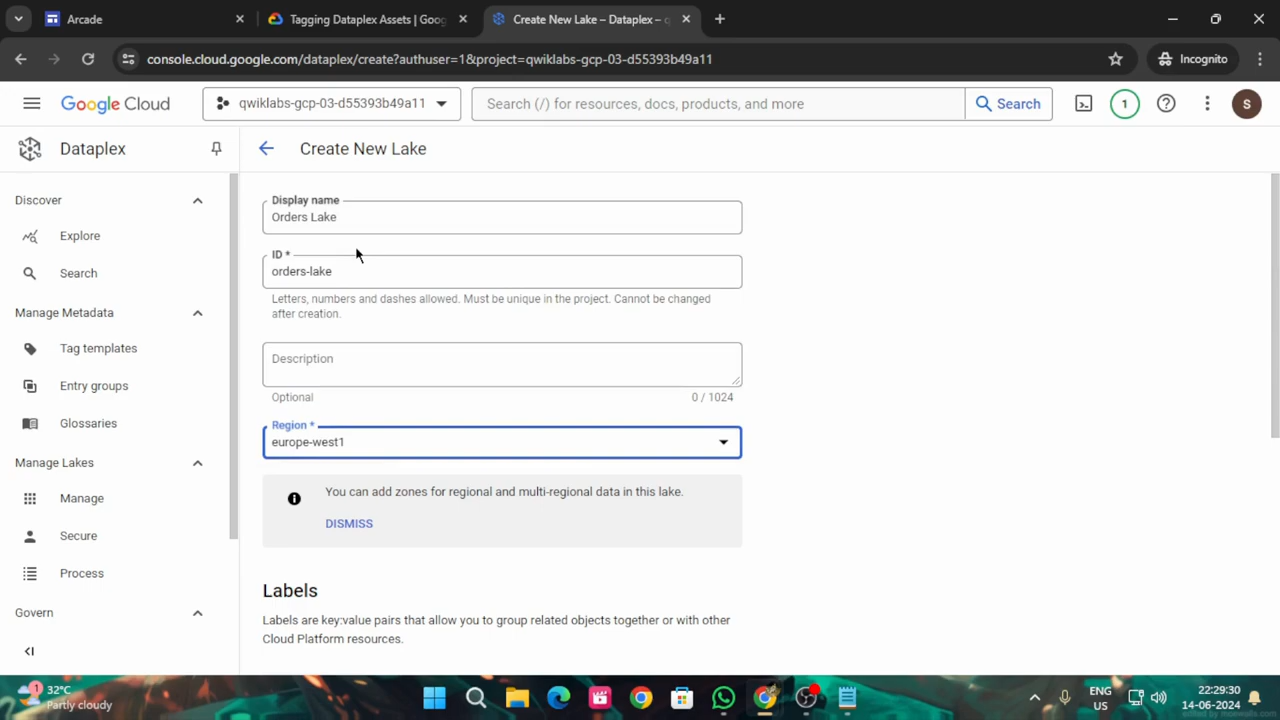 Arcade
Tagging Dataplex Assets | Goog
Create New Lake – Dataplex – q
console.cloud.google.com/dataplex/create?authuser=1&project=qwiklabs-gcp-03-d55393b49a11
Incognito
Google Cloud
qwiklabs-gcp-03-d55393b49a11
Search (/) for resources, docs, products, and more
Search
1
S
Dataplex
Create New Lake
Discover
Explore
Search
Manage Metadata
Tag templates
Entry groups
Glossaries
Manage Lakes
Manage
Secure
Process
Govern
Display name
Orders Lake
ID *
orders-lake
Letters, numbers and dashes allowed. Must be unique in the project. Cannot be changed
after creation.
Description
Optional
0 / 1024
Region *
europe-west1
You can add zones for regional and multi-regional data in this lake.
DISMISS
Labels
Labels are key:value pairs that allow you to group related objects together or with other
Cloud Platform resources.
1
32°C
Partly cloudy
ENG
US
22:29:30
14-06-2024